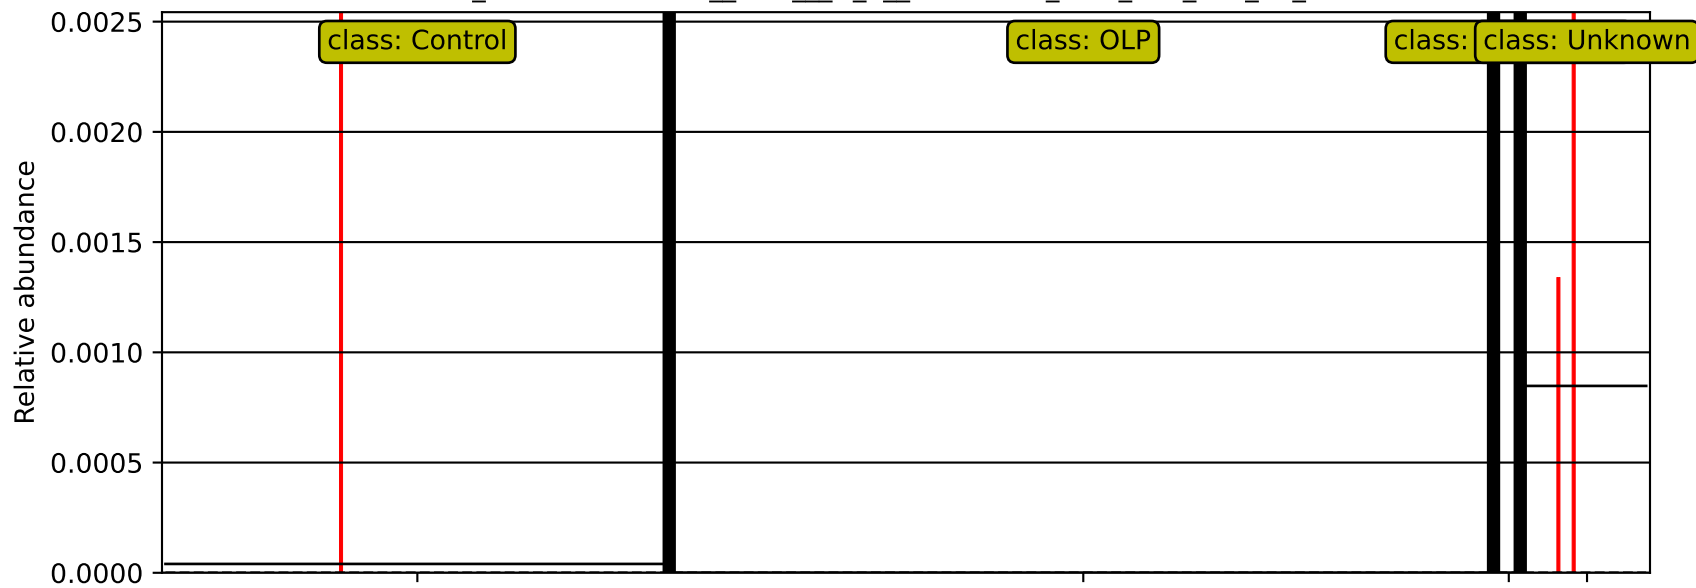 0.0025
class: Control
class: OLP
class:
class: Unknown
0.0020
0.0015
0.0010
0.0005
0.0000
Relative abundance